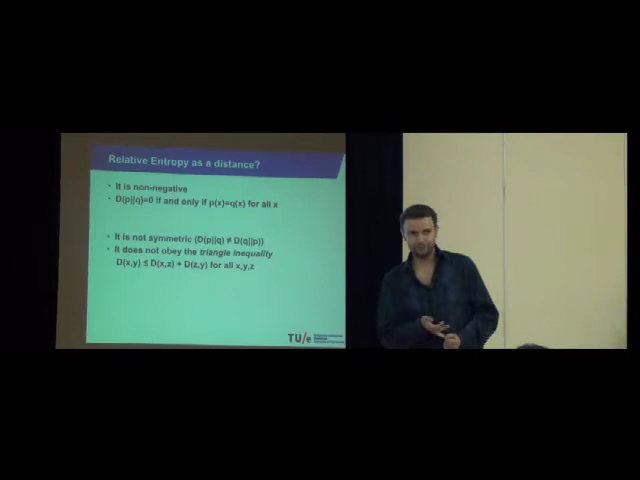 Relative Entropy as a distance?
• It is non-negative
• D(p||q)=0 if and only if p(x)=q(x) for all x
• It is not symmetric (D(p||q) ≠ D(q||p))
• It does not obey the triangle inequality
D(x,y) ≤ D(x,z) + D(z,y) for all x,y,z
TU/e